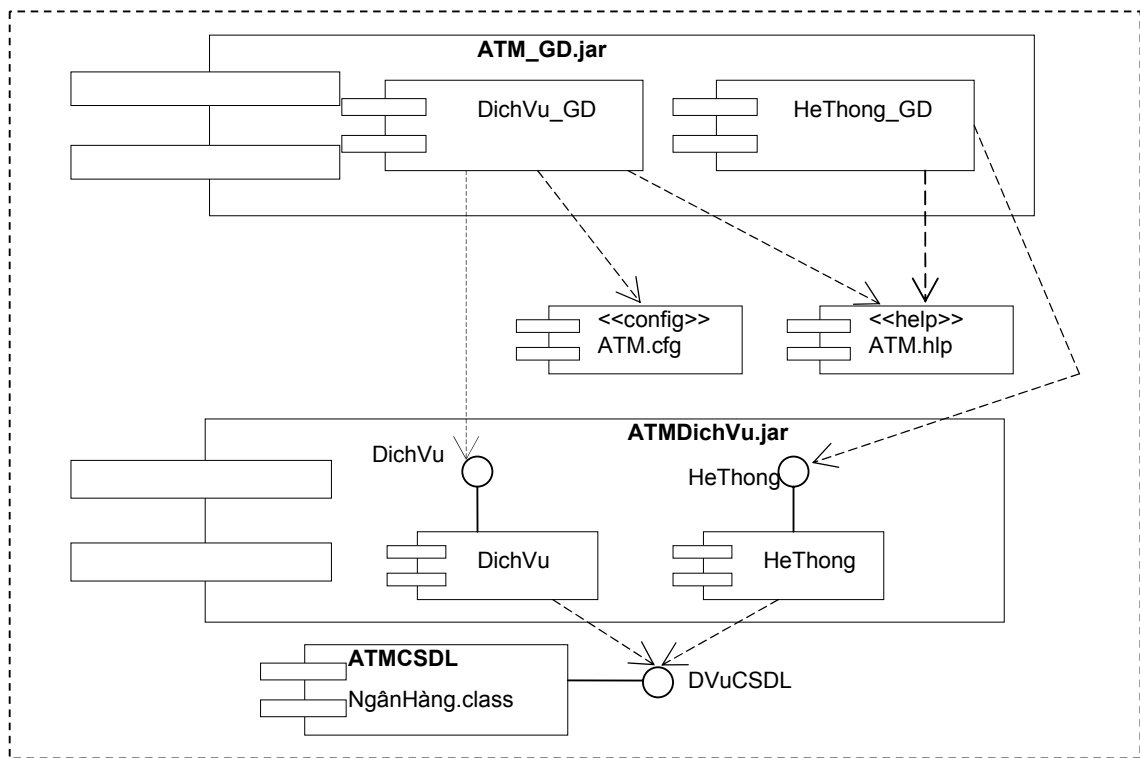 ATM_GD.jar
DichVu_GD
HeThong_GD
<<config>>
ATM.cfg
<<help>>
ATM.hlp
ATMDichVu.jar
DichVu
HeThong
DichVu
HeThong
ATMCSDL
NgânHàng.class
DVuCSDL